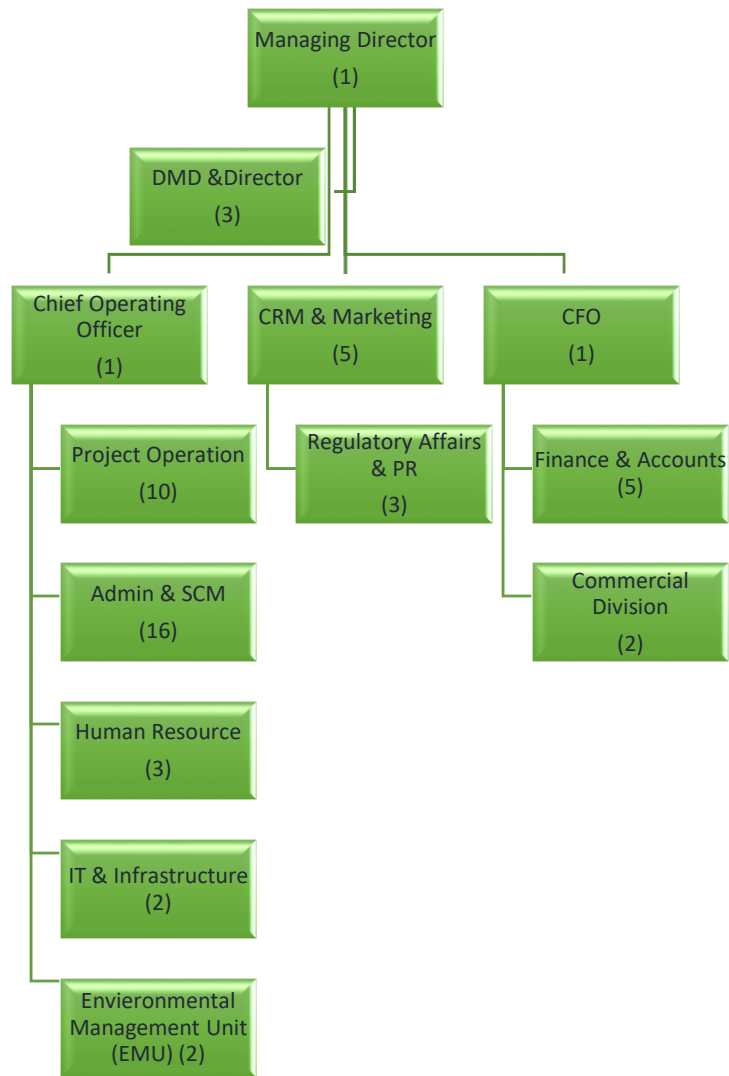 Managing Director
(1)
DMD &Director
(3)
Chief Operating
Officer
(1)
CRM & Marketing
(5)
CFO
(1)
Project Operation
(10)
Regulatory Affairs
& PR
(3)
Finance & Accounts
(5)
Admin & SCM
(16)
Commercial
Division
(2)
Human Resource
(3)
IT & Infrastructure
(2)
Envieronmental
Management Unit
(EMU) (2)